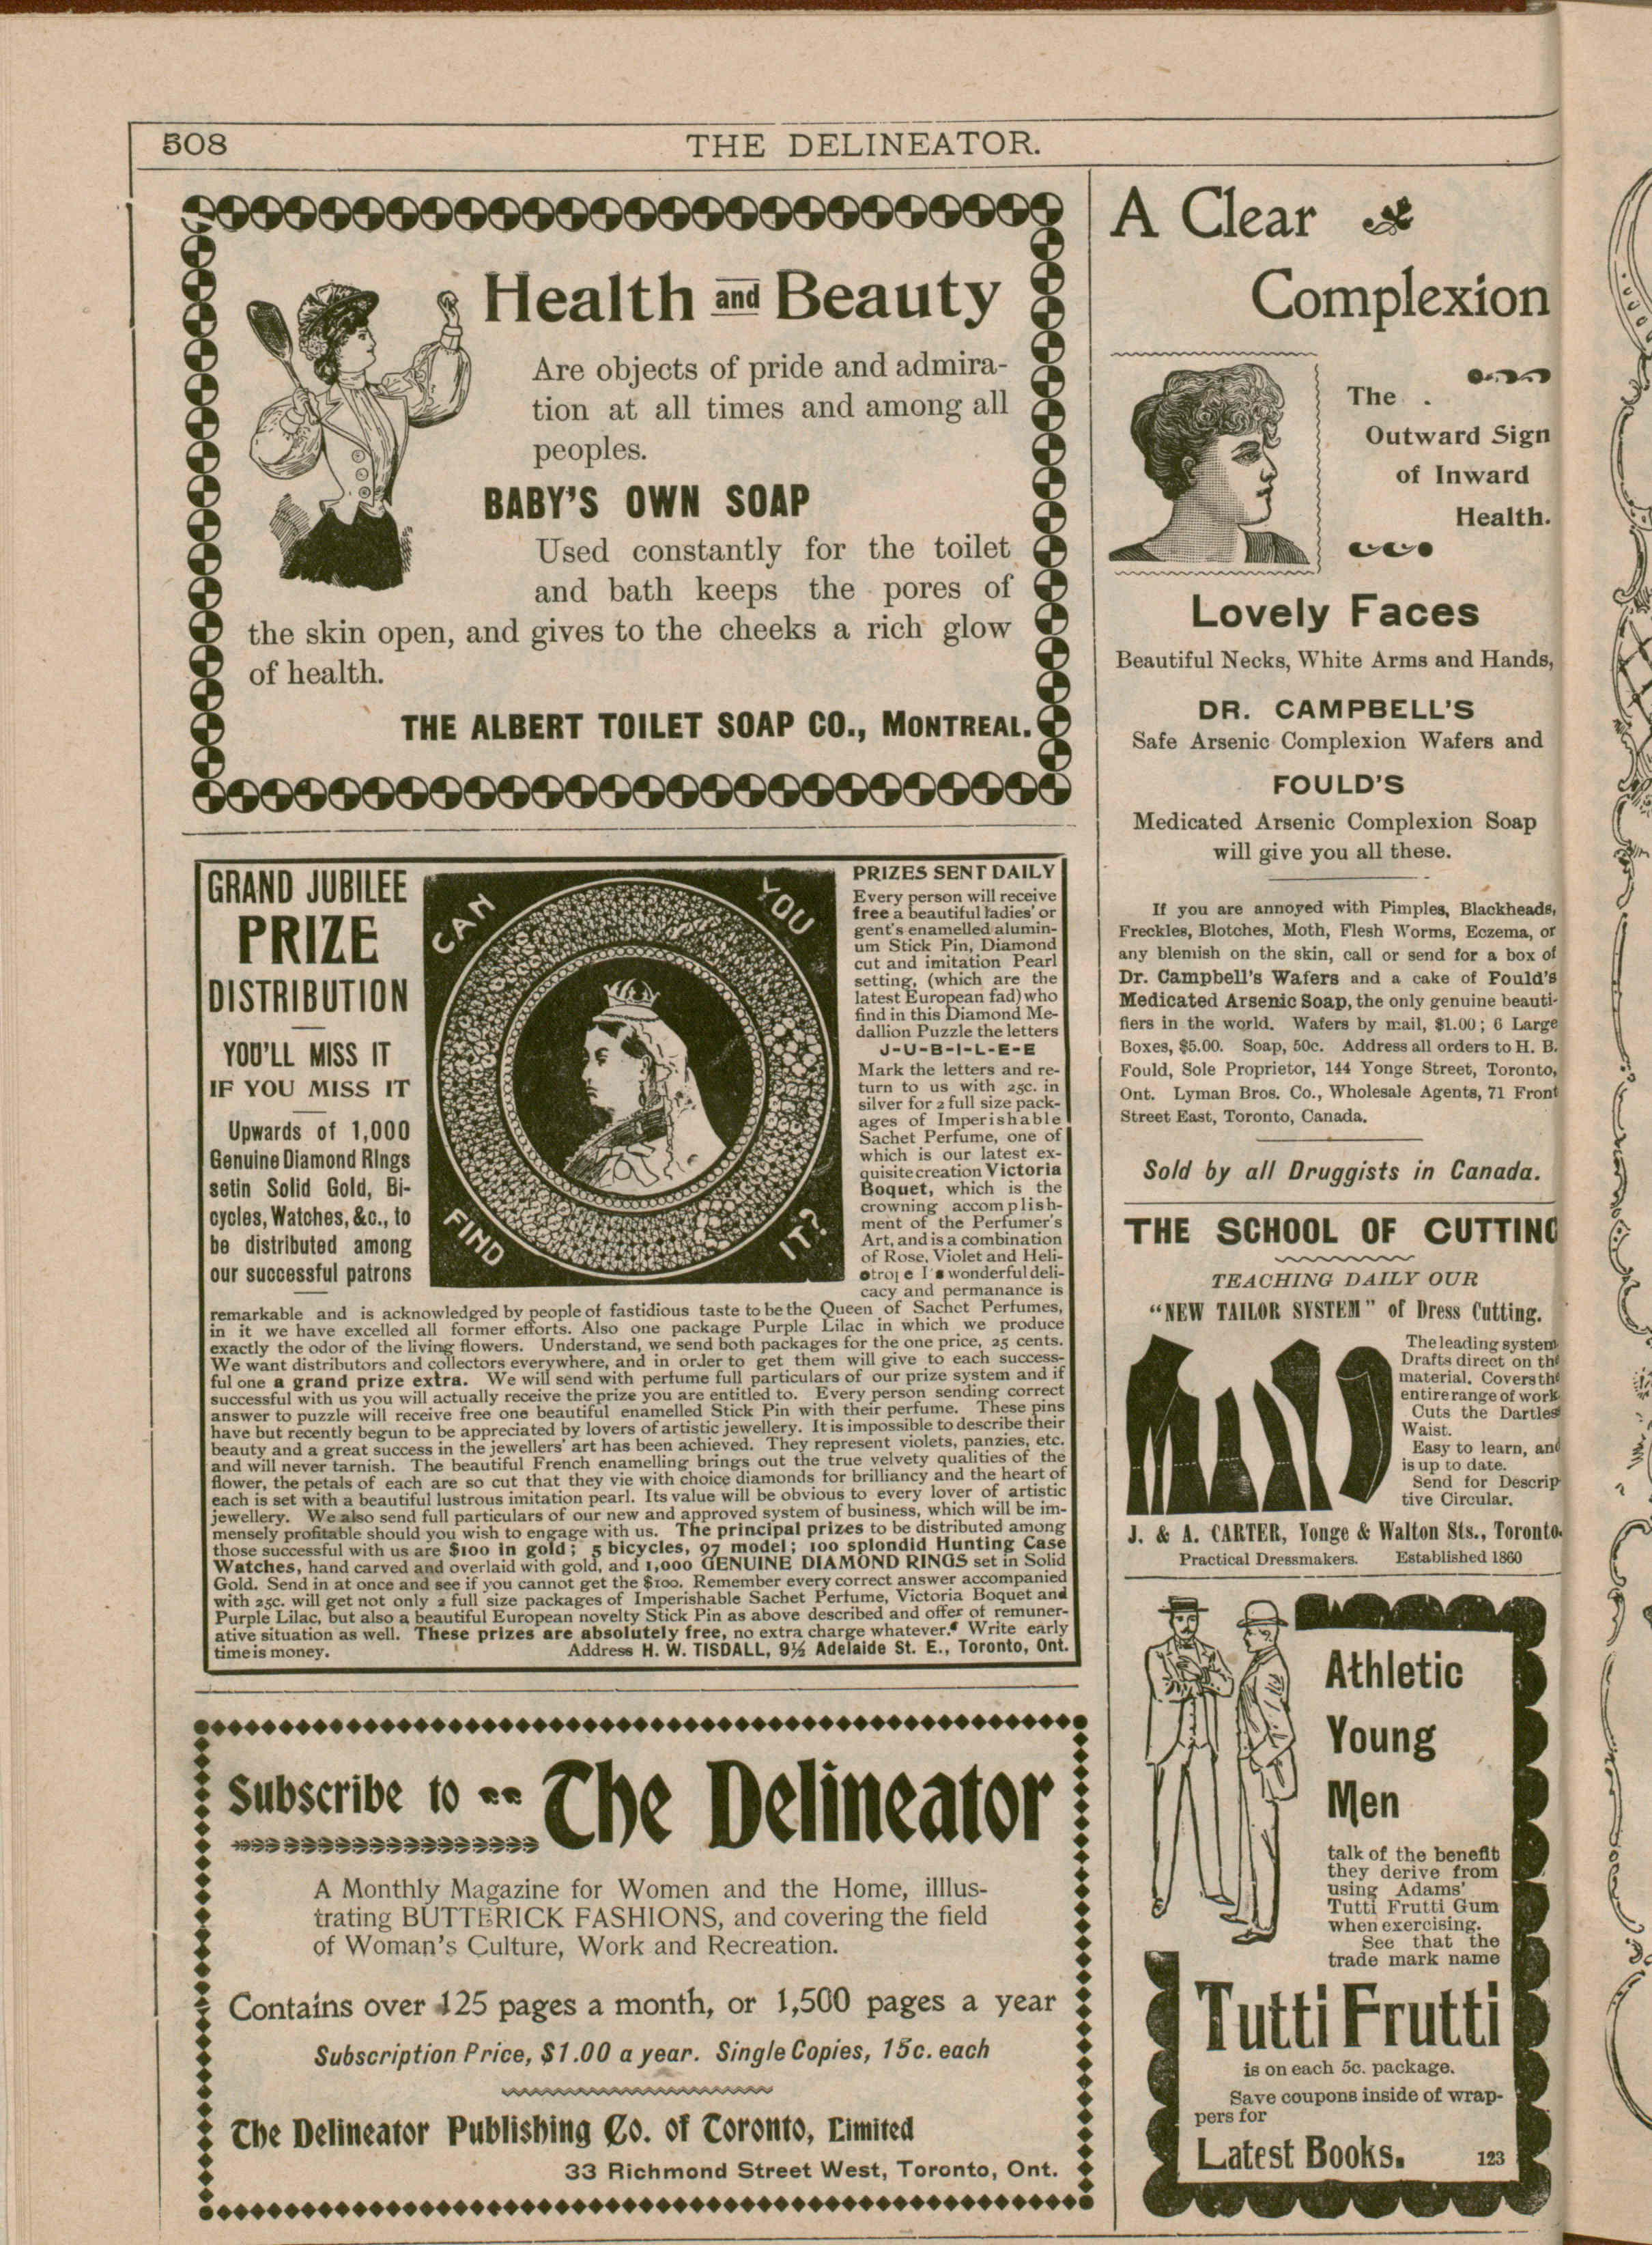 508
THE DELINEATOR.
Health and Beauty
Are objects of pride and admira-
tion at all times and among all
peoples.
BABY'S OWN SOAP
Used constantly for the toilet
and bath keeps the pores of
the skin open, and gives to the cheeks a rich glow
of health.
THE ALBERT TOILET SOAP CO., MONTREAL.
GRAND JUBILEE
PRIZE
DISTRIBUTION
YOU'LL MISS IT
IF YOU MISS IT
Upwards of 1,000
Genuine Diamond Rings
setin Solid Gold, Bi-
cycles, Watches, &c., to
be distributed among
our successful patrons
CAN
YOU
FIND
IT?
PRIZES SENT DAILY
Every person will receive
free a beautiful ladies' or
gent's enamelled alumin-
um Stick Pin, Diamond
cut and imitation Pearl
setting, (which are the
latest European fad) who
find in this Diamond Me-
dallion Puzzle the letters
J-U-B-I-L-E-E
Mark the letters and re-
turn to us with 25c. in
silver for 2 full size pack-
ages of Imperishable
Sachet Perfume, one of
which is our latest ex-
quisite creation Victoria
Boquet, which is the
crowning accomplish-
ment of the Perfumer's
Art, and is a combination
of Rose, Violet and Heli-
wonderful deli-
cacy and permanance is
remarkable and is acknowledged by people of fastidious taste to be the Queen of Sachet Perfumes,
in it we have excelled all former efforts. Also one package Purple Lilac in which we produce
exactly the odor of the living flowers. Understand, we send both packages for the one price, 25 cents.
We want distributors and collectors everywhere, and in order to get them will give to each success-
ful one a grand prize extra. We will send with perfume full particulars of our prize system and if
successful with us you will actually receive the prize you are entitled to. Every person sending correct
answer to puzzle will receive free one beautiful enamelled Stick Pin with their perfume. These pins
have but recently begun to be appreciated by lovers of artistic jewellery. It is impossible to describe their
beauty and a great success in the jewellers' art has been achieved. They represent violets, panzies, etc.
and will never tarnish. The beautiful French enamelling brings out the true velvety qualities of the
flower, the petals of each are so cut that they vie with choice diamonds for brilliancy and the heart of
each is set with a beautiful lustrous imitation pearl. Its value will be obvious to every lover of artistic
jewellery. We also send full particulars of our new and approved system of business, which will be im-
mensely profitable should you wish to engage with us. The principal prizes to be distributed among
those successful with us are $100 in gold; 5 bicycles, 97 model; 100 splondid Hunting Case
Watches, hand carved and overlaid with gold, and 1,000 GENUINE DIAMOND RINGS set in Solid
Gold. Send in at once and see if you cannot get the $100. Remember every correct answer accompanied
with 25c. will get not only 2 full size packages of Imperishable Sachet Perfume, Victoria Boquet and
Purple Lilac, but also a beautiful European novelty Stick Pin as above described and offer of remuner-
ative situation as well. These prizes are absolutely free, no extra charge whatever. Write early
time is money. Address H. W. TISDALL, 9½ Adelaide St. E., Toronto, Ont.
Subscribe to The Delineator
A Monthly Magazine for Women and the Home, illlus-
trating BUTTERICK FASHIONS, and covering the field
of Woman's Culture, Work and Recreation.
Contains over 125 pages a month, or 1,500 pages a year
Subscription Price, $1.00 a year. Single Copies, 15c. each
The Delineator Publishing Co. of Toronto, Limited
33 Richmond Street West, Toronto, Ont.
A Clear
Complexion
The .
Outward Sign
of Inward
Health.
Lovely Faces
Beautiful Necks, White Arms and Hands,
DR. CAMPBELL'S
Safe Arsenic Complexion Wafers and
FOULD'S
Medicated Arsenic Complexion Soap
will give you all these.
If you are annoyed with Pimples, Blackheads,
Freckles, Blotches, Moth, Flesh Worms, Eczema, or
any blemish on the skin, call or send for a box of
Dr. Campbell's Wafers and a cake of Fould's
Medicated Arsenic Soap, the only genuine beauti-
fiers in the world. Wafers by mail, $1.00; 6 Large
Boxes, $5.00. Soap, 50c. Address all orders to H. B.
Fould, Sole Proprietor, 144 Yonge Street, Toronto,
Ont. Lyman Bros. Co., Wholesale Agents, 71 Front
Street East, Toronto, Canada.
Sold by all Druggists in Canada.
THE SCHOOL OF CUTTING
TEACHING DAILY OUR
"NEW TAILOR SYSTEM" of Dress Cutting.
The leading system
Drafts direct on the
material. Covers the
entire range of work
Cuts the Dartless
Waist.
Easy to learn, and
is up to date.
Send for Descrip
tive Circular.
J. & A. CARTER, Yonge & Walton Sts., Toronto.
Practical Dressmakers. Established 1860
Athletic
Young
Men
talk of the benefit
they derive from
using Adams'
Tutti Frutti Gum
when exercising.
See that the
trade mark name
Tutti Frutti
is on each 5c. package.
Save coupons inside of wrap-
pers for
Latest Books. 123